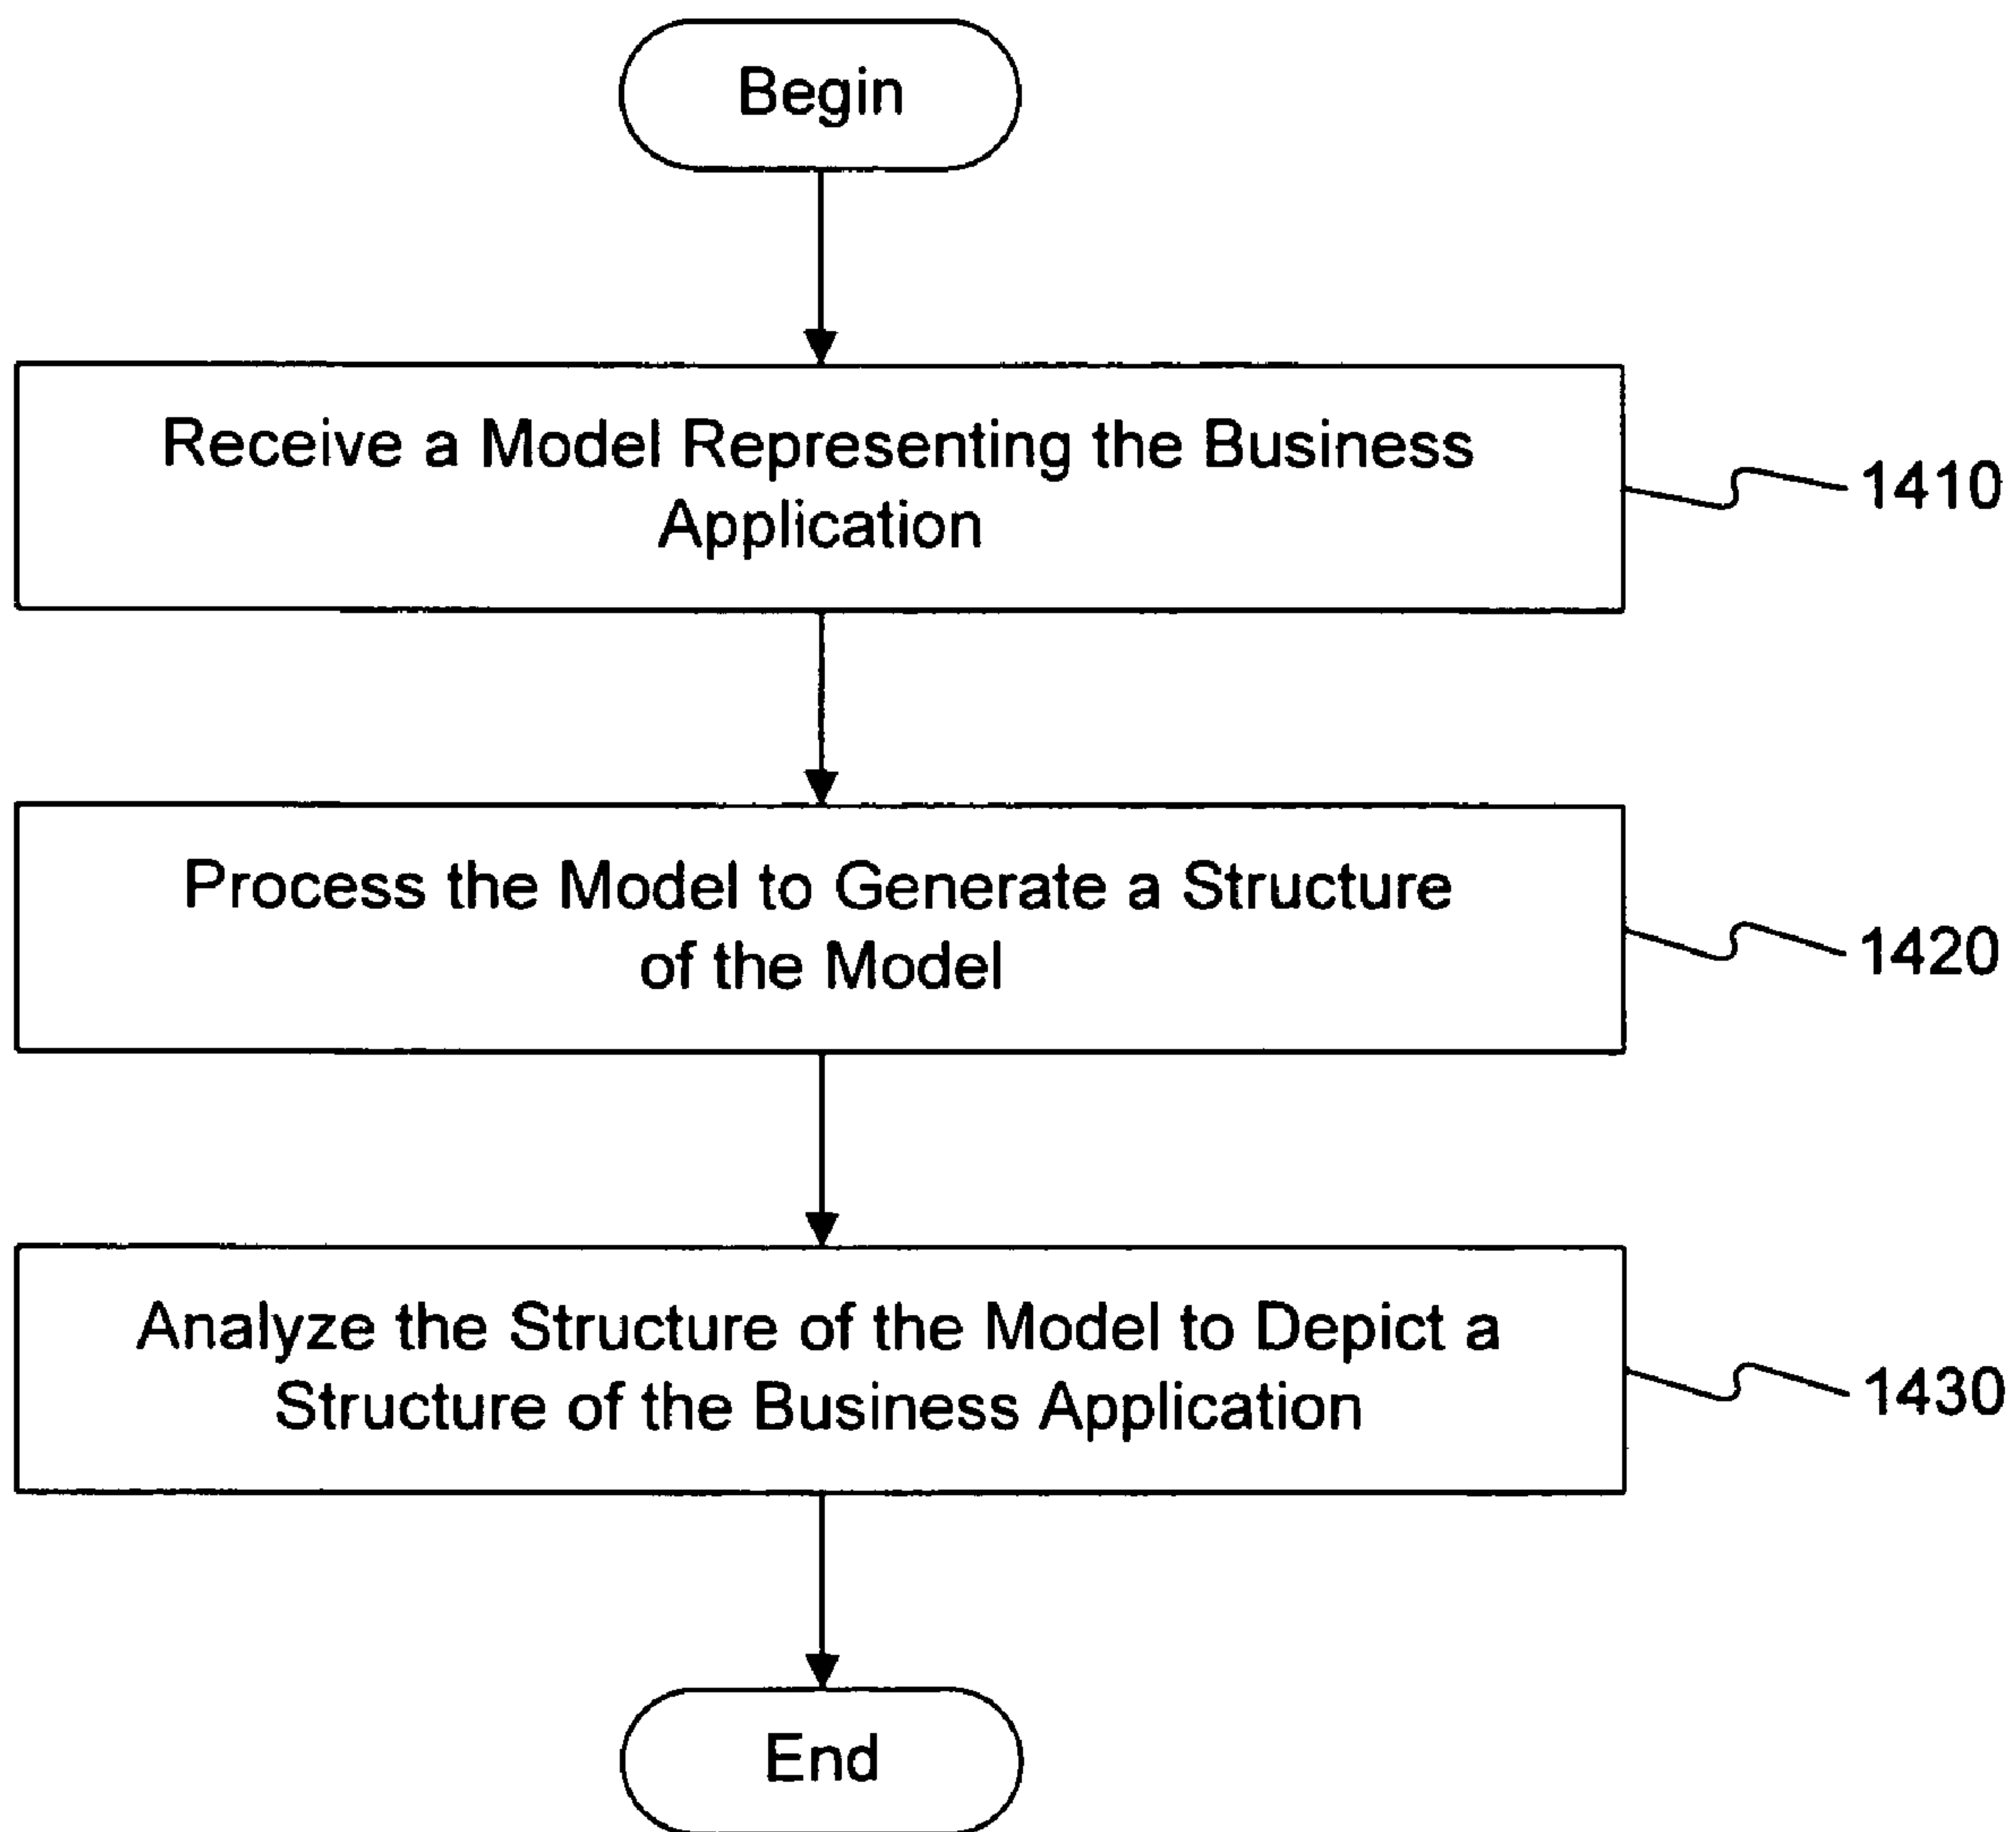 Begin
Receive a Model Representing the Business
Application
1410
Process the Model to Generate a Structure
of the Model
1420
Analyze the Structure of the Model to Depict a
Structure of the Business Application
1430
End